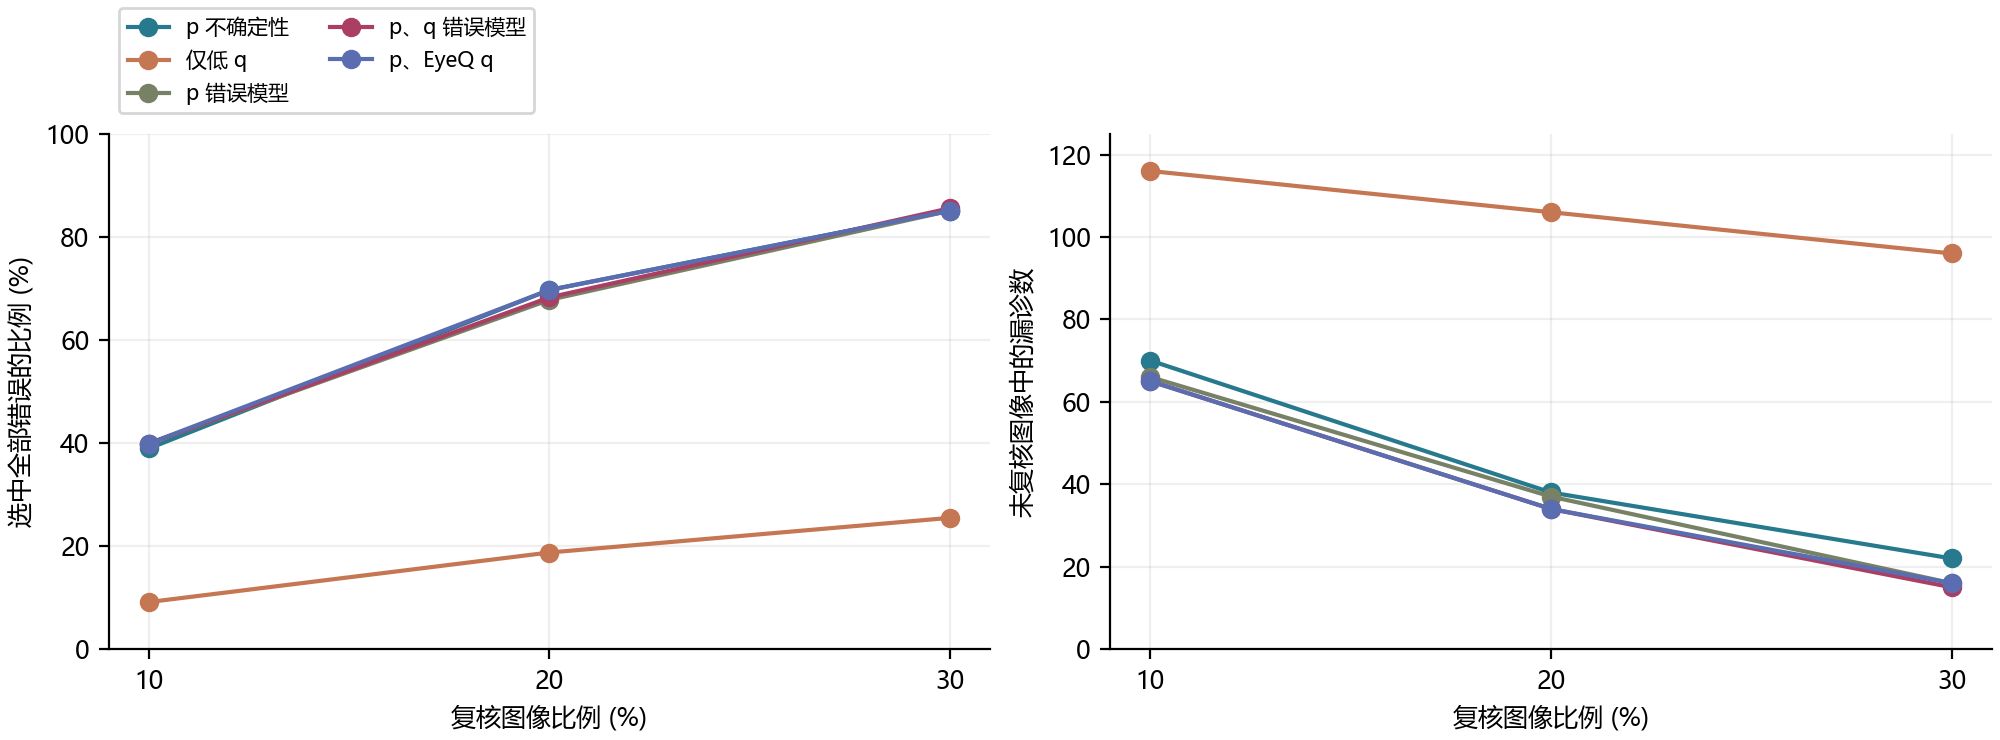 p 不确定性
仅低 q
p 错误模型
p、q 错误模型
p、EyeQ q
选中全部错误的比例 (%)
100
80
60
40
20
0
10
20
30
复核图像比例 (%)
未复核图像中的漏诊数
120
100
80
60
40
20
0
10
20
30
复核图像比例 (%)